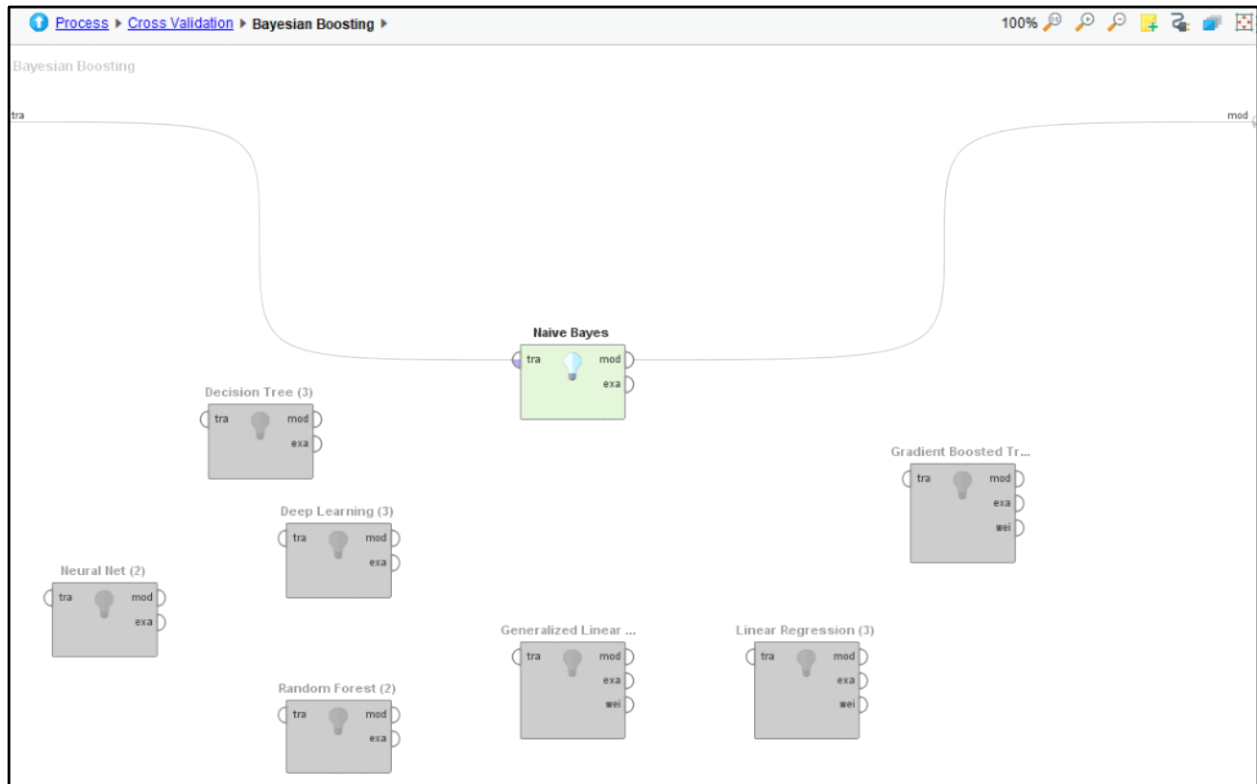 Process ▸ Cross Validation ▸ Bayesian Boosting ▸ 100%
Bayesian Boosting
tra mod
Naive Bayes
tra mod
exa
Decision Tree (3)
tra mod
exa
Gradient Boosted Tr...
tra mod
exa
wei
Deep Learning (3)
tra mod
exa
Neural Net (2)
tra mod
exa
Generalized Linear ...
tra mod
exa
wei
Linear Regression (3)
tra mod
exa
wei
Random Forest (2)
tra mod
exa